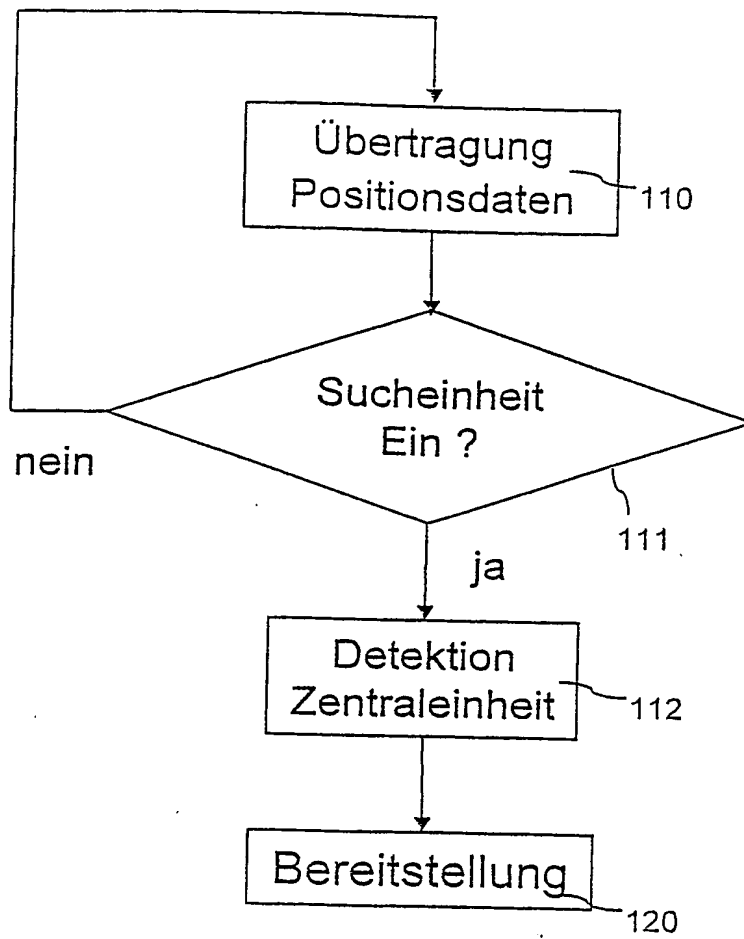 Übertragung
Positionsdaten
110
Sucheinheit
Ein ?
nein
111
ja
Detektion
Zentraleinheit
112
Bereitstellung
120